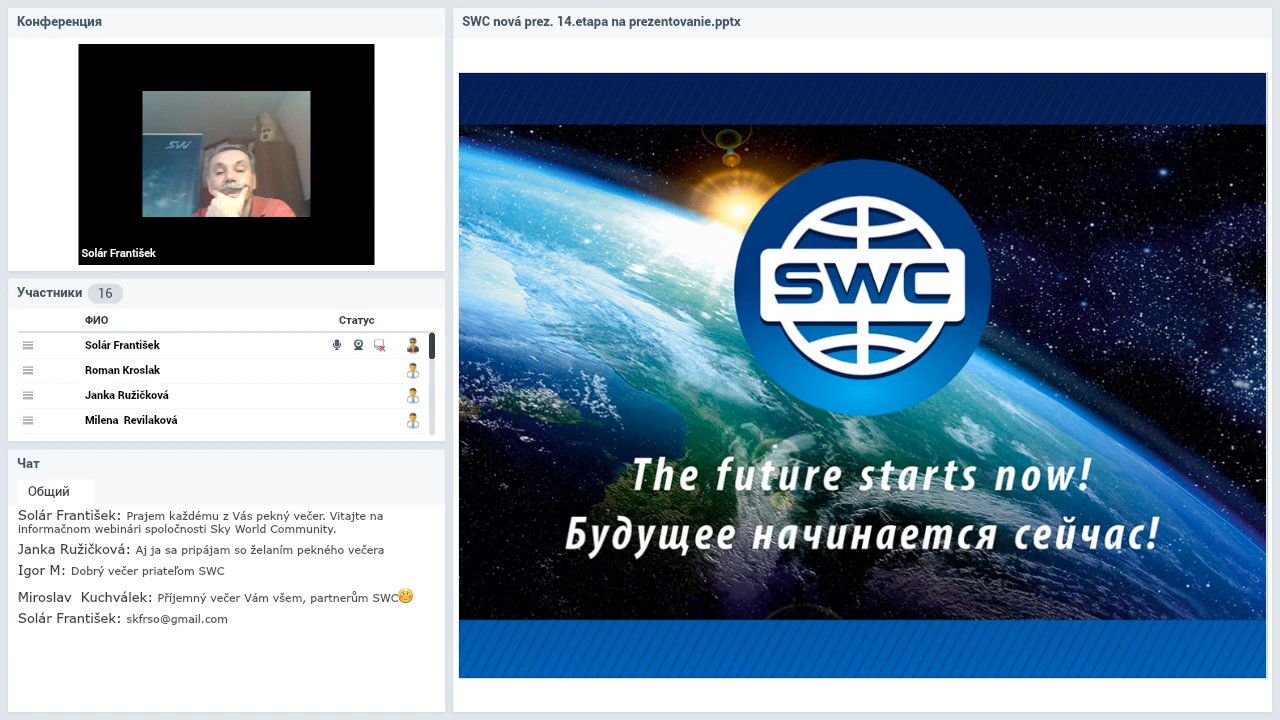 Конференция
Solár František
Участники 16
ФИО Статус
Solár František
Roman Kroslak
Janka Ružičková
Milena Revilaková
Чат
Общий
Solár František: Prajem každému z Vás pekný večer. Vitajte na
informačnom webinári spoločnosti Sky World Community.
Janka Ružičková: Aj ja sa pripájam so želaním pekného večera
Igor M: Dobrý večer priateľom SWC
Miroslav Kuchválek: Příjemný večer Vám všem, partnerům SWC
Solár František: skfrso@gmail.com
SWC nová prez. 14.etapa na prezentovanie.pptx
SWC
The future starts now!
Будущее начинается сейчас!